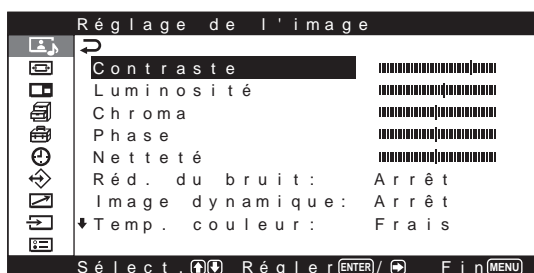 Réglage de l'image
Contraste
Luminosité
Chroma
Phase
Netteté
Réd. du bruit: Arrêt
Image dynamique: Arrêt
Temp. couleur: Frais
Sélect. Régler ENTER / Fin MENU